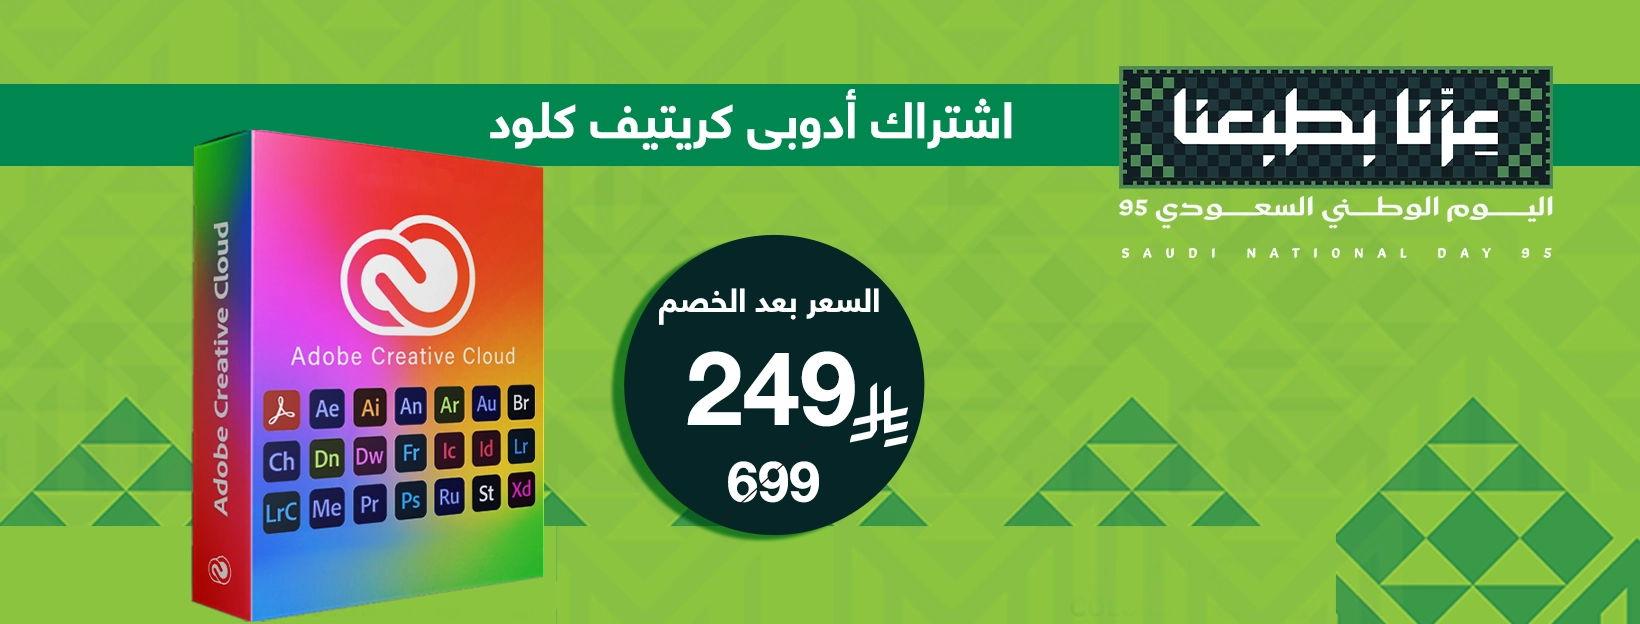 اشتراك أدوبى كريتيف كلود
عزّنا بطبعنا
اليوم الوطني السعودي 95
SAUDI NATIONAL DAY 95
Adobe Creative Cloud
Adobe Creative Cloud
Ae Ai An Ar Au Br
Ch Dn Dw Fr Ic Id Lr
LrC Me Pr Ps Ru St Xd
السعر بعد الخصم
249
699